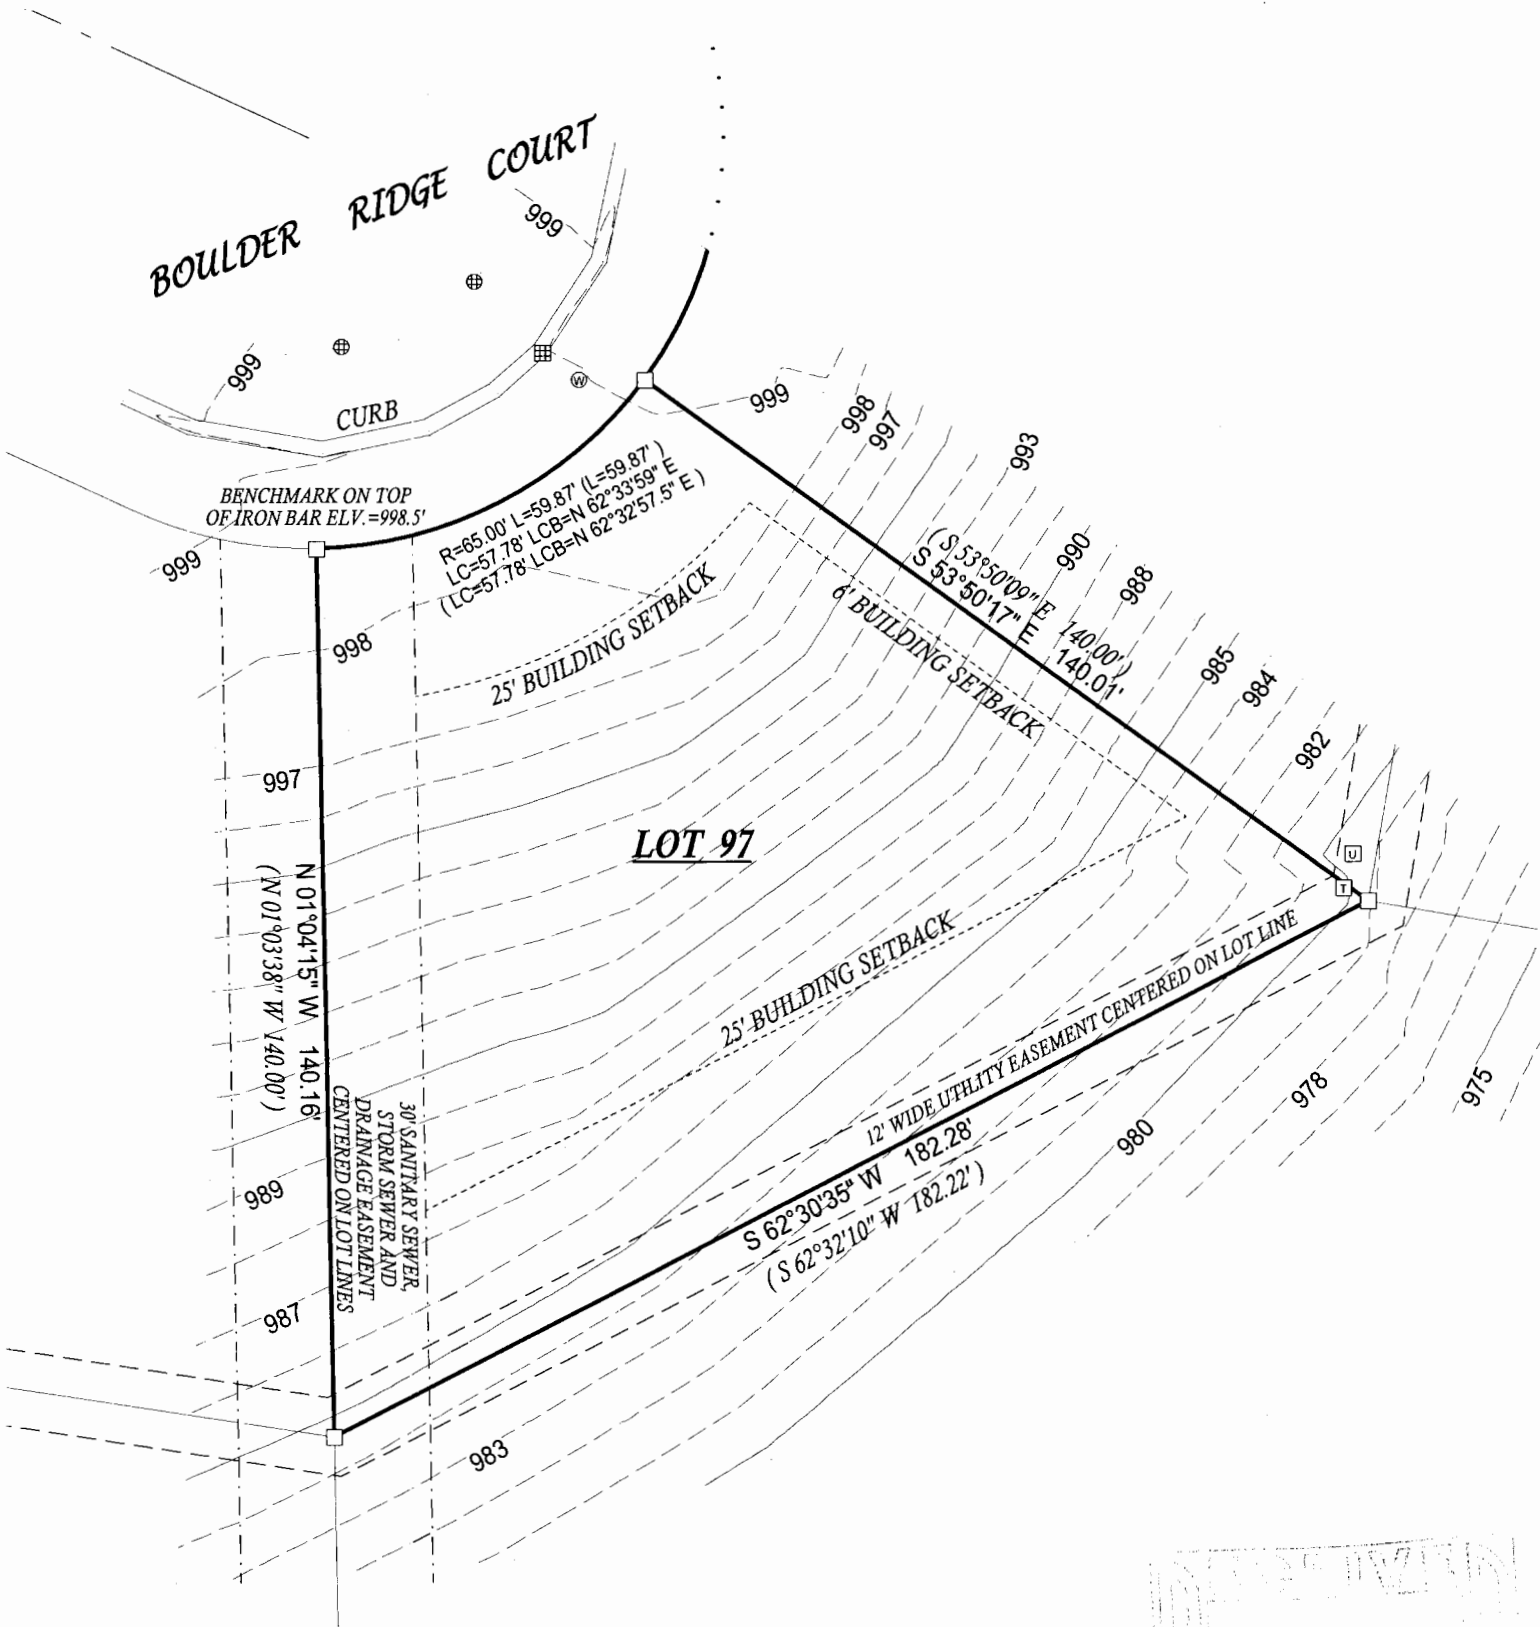 BOULDER RIDGE COURT
999
999
CURB
BENCHMARK ON TOP
OF IRON BAR ELV.=998.5'
999
W
999
998
997
993
990
988
985
984
982
R=65.00' L=59.87' (L=59.87')
LC=57.78' LCB=N 62°33'59" E
(LC=57.78' LCB=N 62°32'57.5" E)
25' BUILDING SETBACK
(S 53°50'09" E 140.00')
S 53°50'17" E 140.01'
6' BUILDING SETBACK
998
997
LOT 97
U
T
N 01°04'15" W 140.16'
(N 01°03'38" W 140.00')
25' BUILDING SETBACK
12' WIDE UTILITY EASEMENT CENTERED ON LOT LINE
S 62°30'35" W 182.28'
(S 62°32'10" W 182.22')
30' SANITARY SEWER,
STORM SEWER AND
DRAINAGE EASEMENT
CENTERED ON LOT LINES
989
987
983
980
978
975